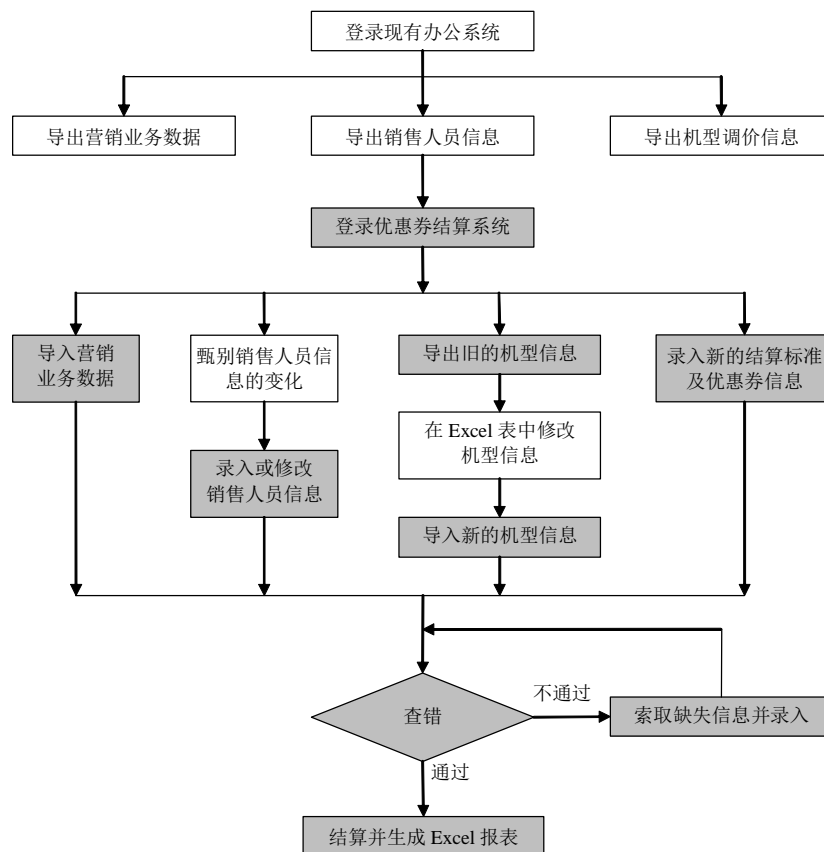 登录现有办公系统
导出营销业务数据
导出销售人员信息
导出机型调价信息
登录优惠券结算系统
导入营销
业务数据
甄别销售人员信
息的变化
导出旧的机型信息
录入新的结算标准
及优惠券信息
在 Excel 表中修改
机型信息
录入或修改
销售人员信息
导入新的机型信息
查错
不通过
索取缺失信息并录入
通过
结算并生成 Excel 报表